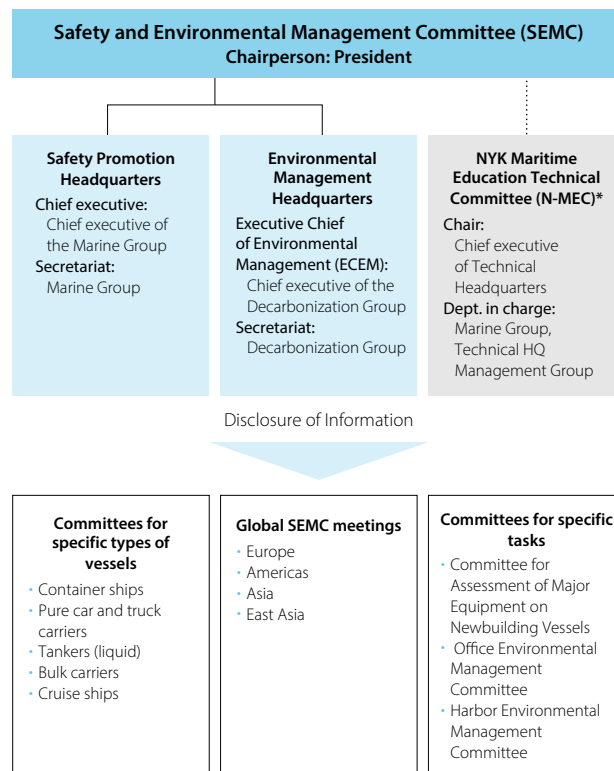 Safety and Environmental Management Committee (SEMC)
Chairperson: President
Safety Promotion
Headquarters
Chief executive:
Chief executive of
the Marine Group
Secretariat:
Marine Group
Environmental
Management
Headquarters
Executive Chief
of Environmental
Management (ECEM):
Chief executive of the
Decarbonization Group
Secretariat:
Decarbonization Group
NYK Maritime
Education Technical
Committee (N-MEC)*
Chair:
Chief executive
of Technical
Headquarters
Dept. in charge:
Marine Group,
Technical HQ
Management Group
Disclosure of Information
Committees for
specific types of
vessels
・Container ships
・Pure car and truck
carriers
・Tankers (liquid)
・Bulk carriers
・Cruise ships
Global SEMC meetings
・Europe
・Americas
・Asia
・East Asia
Committees for specific
tasks
・Committee for
Assessment of Major
Equipment on
Newbuilding Vessels
・Office Environmental
Management
Committee
・Harbor Environmental
Management
Committee